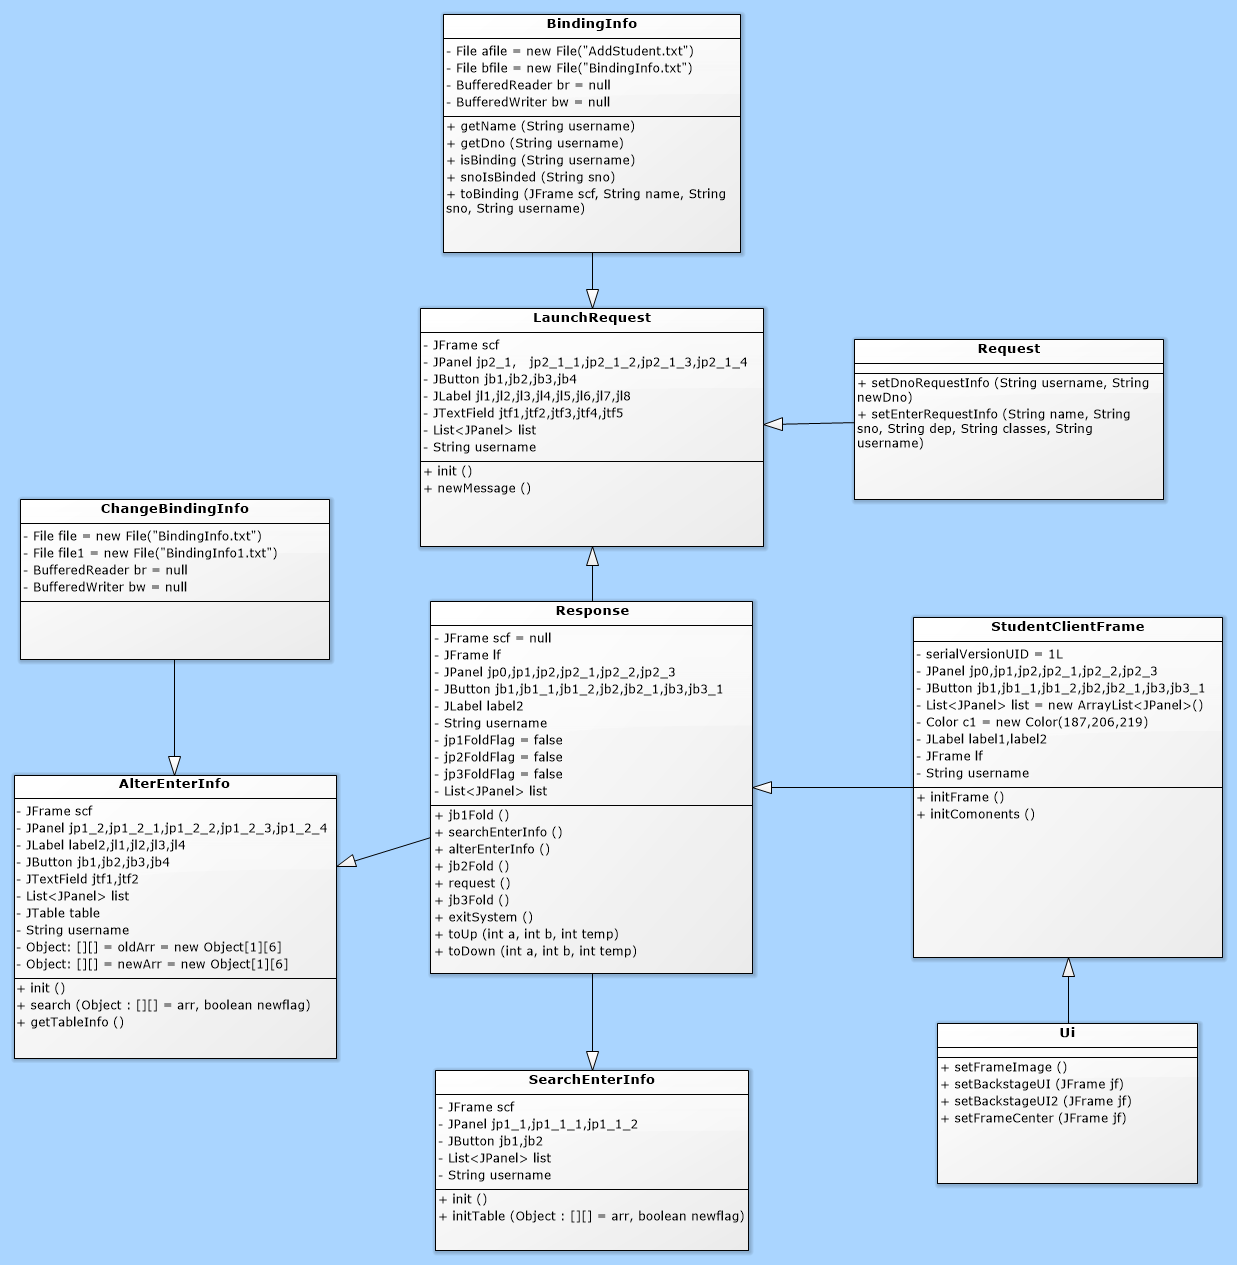 BindingInfo
- File afile = new File("AddStudent.txt")
- File bfile = new File("BindingInfo.txt")
- BufferedReader br = null
- BufferedWriter bw = null
+ getName (String username)
+ getDno (String username)
+ isBinding (String username)
+ snoIsBinded (String sno)
+ toBinding (JFrame scf, String name, String
sno, String username)
LaunchRequest
- JFrame scf
- JPanel jp2_1,   jp2_1_1,jp2_1_2,jp2_1_3,jp2_1_4
- JButton jb1,jb2,jb3,jb4
- JLabel jl1,jl2,jl3,jl4,jl5,jl6,jl7,jl8
- JTextField jtf1,jtf2,jtf3,jtf4,jtf5
- List<JPanel> list
- String username
+ init ()
+ newMessage ()
Request
+ setDnoRequestInfo (String username, String
newDno)
+ setEnterRequestInfo (String name, String
sno, String dep, String classes, String
username)
ChangeBindingInfo
- File file = new File("BindingInfo.txt")
- File file1 = new File("BindingInfo1.txt")
- BufferedReader br = null
- BufferedWriter bw = null
Response
- JFrame scf = null
- JFrame lf
- JPanel jp0,jp1,jp2,jp2_1,jp2_2,jp2_3
- JButton jb1,jb1_1,jb1_2,jb2,jb2_1,jb3,jb3_1
- JLabel label2
- String username
- jp1FoldFlag = false
- jp2FoldFlag = false
- jp3FoldFlag = false
- List<JPanel> list
+ jb1Fold ()
+ searchEnterInfo ()
+ alterEnterInfo ()
+ jb2Fold ()
+ request ()
+ jb3Fold ()
+ exitSystem ()
+ toUp (int a, int b, int temp)
+ toDown (int a, int b, int temp)
StudentClientFrame
- serialVersionUID = 1L
- JPanel jp0,jp1,jp2,jp2_1,jp2_2,jp2_3
- JButton jb1,jb1_1,jb1_2,jb2,jb2_1,jb3,jb3_1
- List<JPanel> list = new ArrayList<JPanel>()
- Color c1 = new Color(187,206,219)
- JLabel label1,label2
- JFrame lf
- String username
+ initFrame ()
+ initComonents ()
AlterEnterInfo
- JFrame scf
- JPanel jp1_2,jp1_2_1,jp1_2_2,jp1_2_3,jp1_2_4
- JLabel label2,jl1,jl2,jl3,jl4
- JButton jb1,jb2,jb3,jb4
- JTextField jtf1,jtf2
- List<JPanel> list
- JTable table
- String username
- Object: [][] = oldArr = new Object[1][6]
- Object: [][] = newArr = new Object[1][6]
+ init ()
+ search (Object : [][] = arr, boolean newflag)
+ getTableInfo ()
Ui
+ setFrameImage ()
+ setBackstageUI (JFrame jf)
+ setBackstageUI2 (JFrame jf)
+ setFrameCenter (JFrame jf)
SearchEnterInfo
- JFrame scf
- JPanel jp1_1,jp1_1_1,jp1_1_2
- JButton jb1,jb2
- List<JPanel> list
- String username
+ init ()
+ initTable (Object : [][] = arr, boolean newflag)